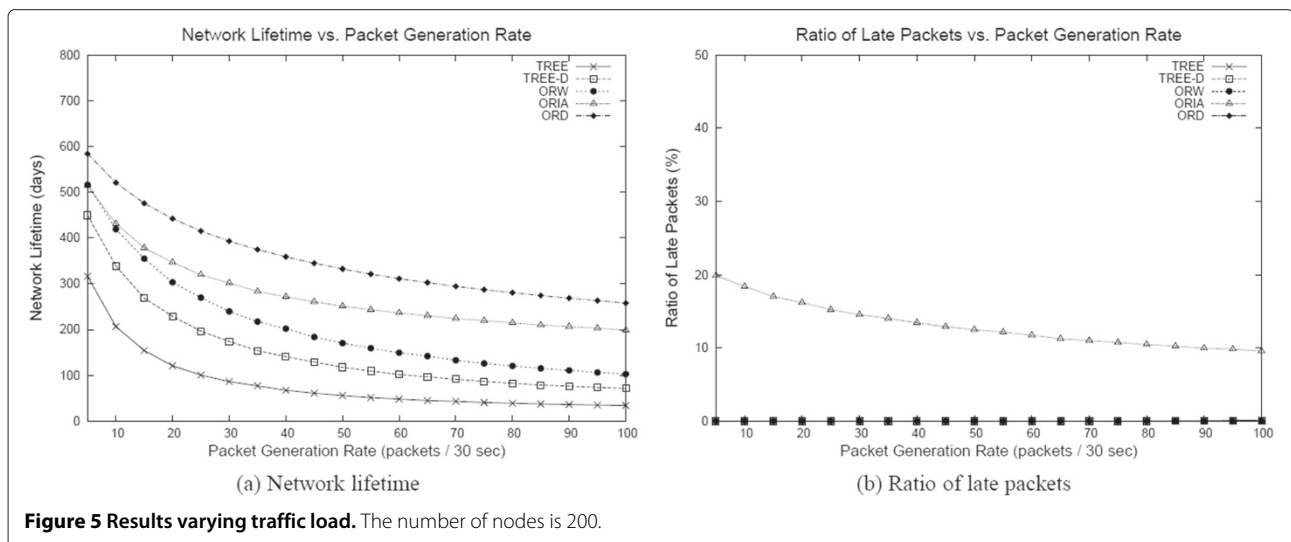 Network Lifetime vs. Packet Generation Rate
800
700
600
500
400
300
200
100
0
Network Lifetime (days)
TREE
TREE-D
ORW
ORIA
ORD
10 20 30 40 50 60 70 80 90 100
Packet Generation Rate (packets / 30 sec)
(a) Network lifetime
Ratio of Late Packets vs. Packet Generation Rate
50
40
30
20
10
0
Ratio of Late Packets (%)
TREE
TREE-D
ORW
ORIA
ORD
10 20 30 40 50 60 70 80 90 100
Packet Generation Rate (packets / 30 sec)
(b) Ratio of late packets
Figure 5 Results varying traffic load. The number of nodes is 200.